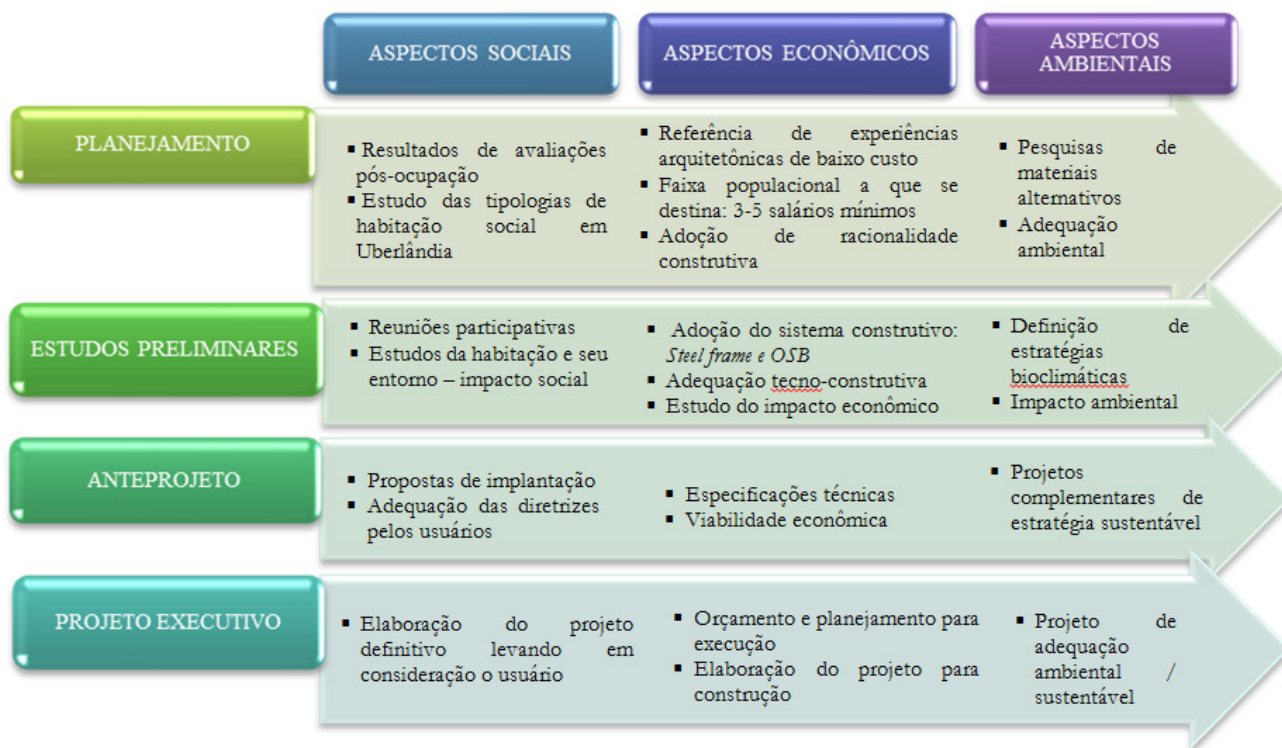 ASPECTOS SOCIAIS
ASPECTOS ECONÔMICOS
ASPECTOS
AMBIENTAIS
PLANEJAMENTO
▪ Resultados de avaliações
pós-ocupação
▪ Estudo das tipologias de
habitação social em
Uberlândia
▪ Referência de experiências
arquitetônicas de baixo custo
▪ Faixa populacional a que se
destina: 3-5 salários mínimos
▪ Adoção de racionalidade
construtiva
▪ Pesquisas de
materiais
alternativos
▪ Adequação
ambiental
ESTUDOS PRELIMINARES
▪ Reuniões participativas
▪ Estudos da habitação e seu
entorno – impacto social
▪ Adoção do sistema construtivo:
Steel frame e OSB
▪ Adequação tecno-construtiva
▪ Estudo do impacto econômico
▪ Definição de
estratégias
bioclimáticas
▪ Impacto ambiental
ANTEPROJETO
▪ Propostas de implantação
▪ Adequação das diretrizes
pelos usuários
▪ Especificações técnicas
▪ Viabilidade econômica
▪ Projetos
complementares de
estratégia sustentável
PROJETO EXECUTIVO
▪ Elaboração do projeto
definitivo levando em
consideração o usuário
▪ Orçamento e planejamento para
execução
▪ Elaboração do projeto para
construção
▪ Projeto de
adequação
ambiental /
sustentável